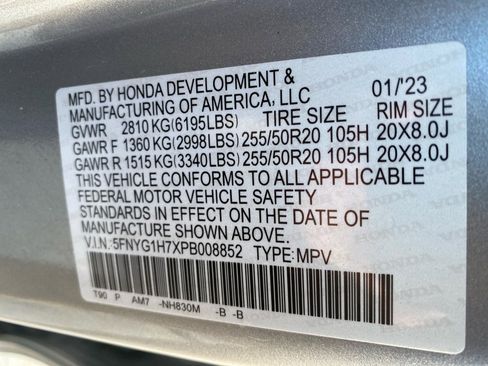 MFD. BY HONDA DEVELOPMENT &
MANUFACTURING OF AMERICA, LLC 01/'23
GVWR 2810 KG(6195LBS) TIRE SIZE RIM SIZE
GAWR F 1360 KG(2998LBS) 255/50R20 105H 20X8.0J
GAWR R 1515 KG(3340LBS) 255/50R20 105H 20X8.0J
THIS VEHICLE CONFORMS TO ALL APPLICABLE
FEDERAL MOTOR VEHICLE SAFETY
STANDARDS IN EFFECT ON THE DATE OF
MANUFACTURE SHOWN ABOVE.
V.I.N.:5FNYG1H7XPB008852 TYPE:MPV
T90 P AM7 -NH830M -B -B